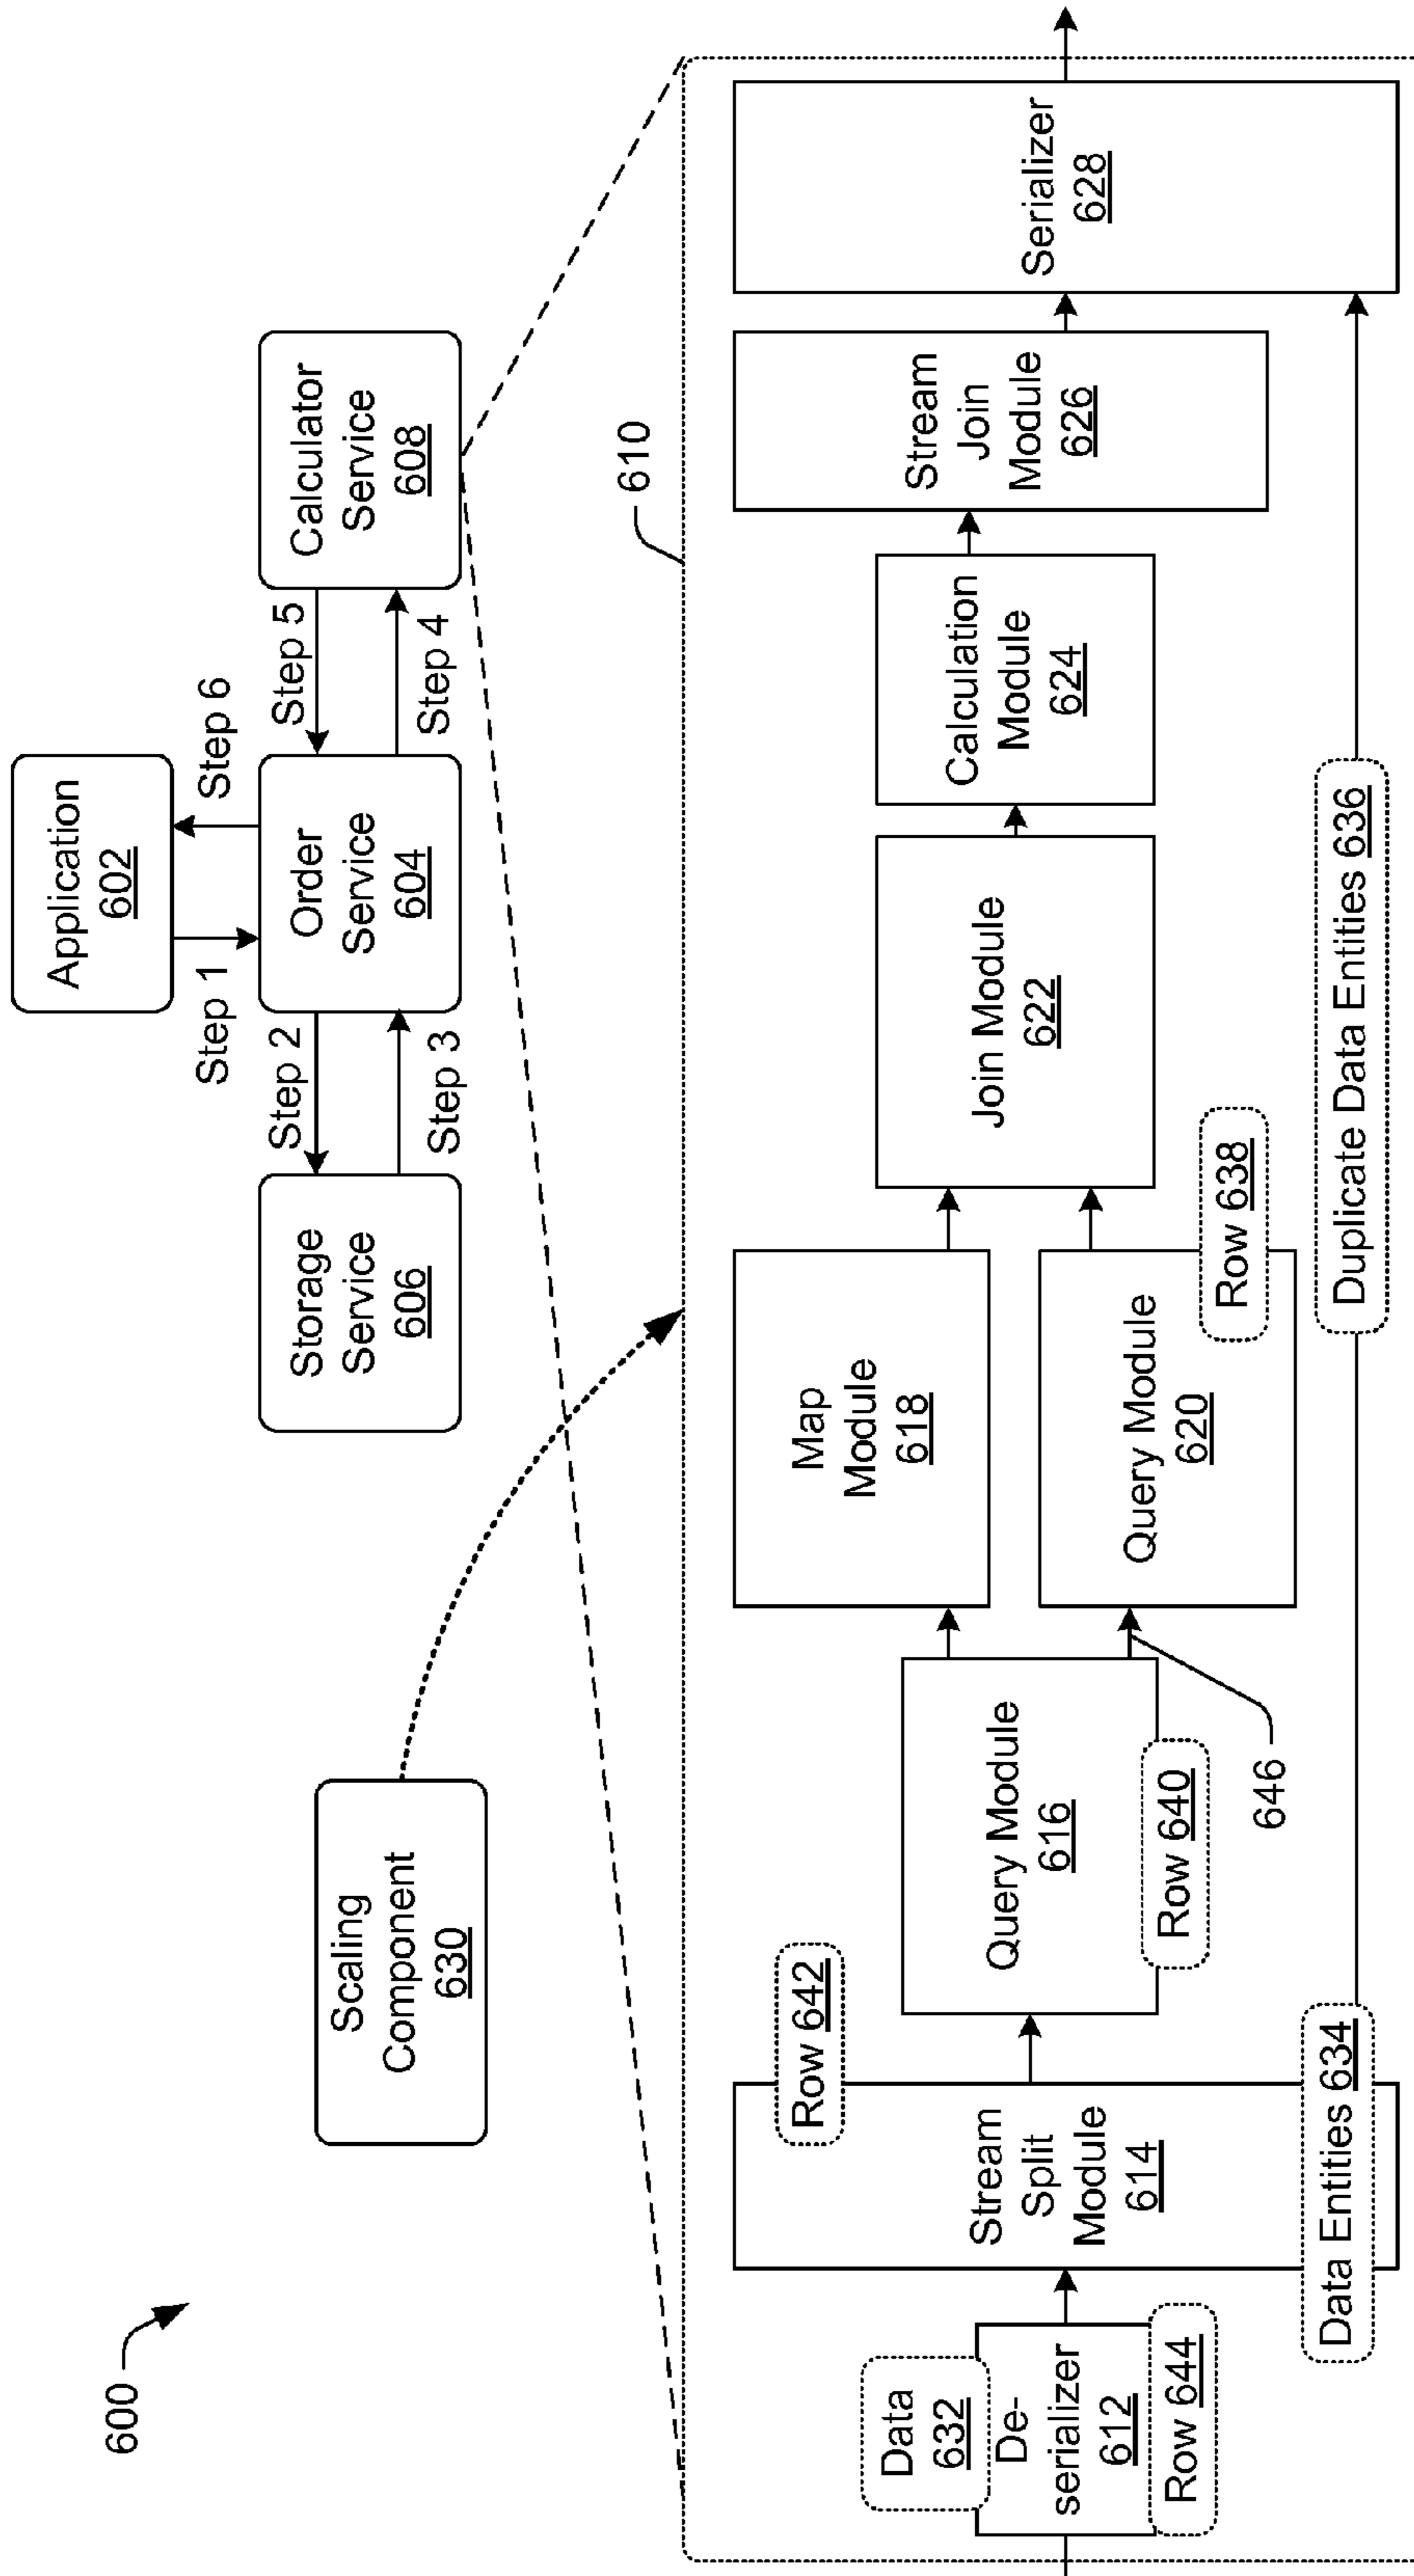 600
Application
602
Step 1
Step 6
Storage
Service
606
Step 2
Step 3
Order
Service
604
Step 5
Step 4
Calculator
Service
608
Scaling
Component
630
610
Data
632
De-
serializer
612
Row 644
Stream
Split
Module
614
Row 642
Data Entities 634
Query Module
616
Row 640
646
Map
Module
618
Query Module
620
Row 638
Join Module
622
Calculation
Module
624
Stream
Join
Module
626
Serializer
628
Duplicate Data Entities 636